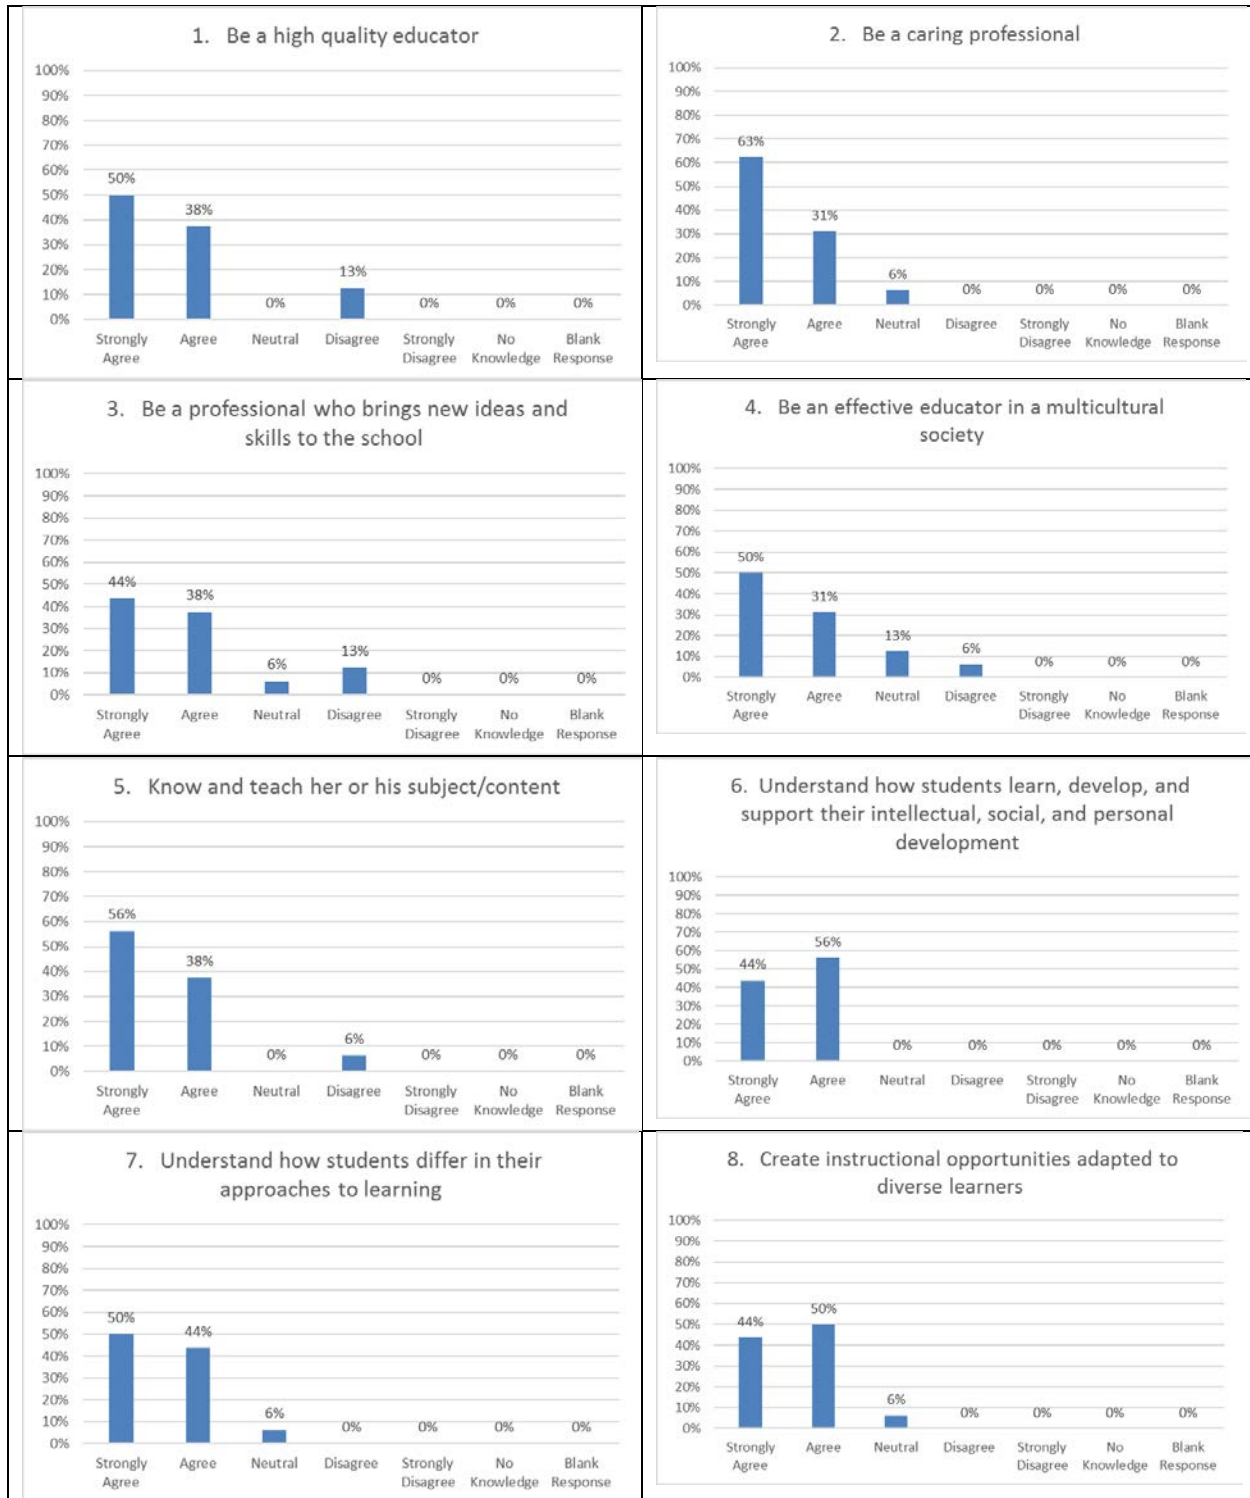 1. Be a high quality educator
100%
90%
80%
70%
60%
50%
40%
30%
20%
10%
0%
50%
38%
0%
13%
0%
0%
0%
Strongly Agree
Agree
Neutral
Disagree
Strongly Disagree
No Knowledge
Blank Response
2. Be a caring professional
100%
90%
80%
70%
60%
50%
40%
30%
20%
10%
0%
63%
31%
6%
0%
0%
0%
0%
Strongly Agree
Agree
Neutral
Disagree
Strongly Disagree
No Knowledge
Blank Response
3. Be a professional who brings new ideas and
skills to the school
100%
90%
80%
70%
60%
50%
40%
30%
20%
10%
0%
44%
38%
6%
13%
0%
0%
0%
Strongly Agree
Agree
Neutral
Disagree
Strongly Disagree
No Knowledge
Blank Response
4. Be an effective educator in a multicultural
society
100%
90%
80%
70%
60%
50%
40%
30%
20%
10%
0%
50%
31%
13%
6%
0%
0%
0%
Strongly Agree
Agree
Neutral
Disagree
Strongly Disagree
No Knowledge
Blank Response
5. Know and teach her or his subject/content
100%
90%
80%
70%
60%
50%
40%
30%
20%
10%
0%
56%
38%
0%
6%
0%
0%
0%
Strongly Agree
Agree
Neutral
Disagree
Strongly Disagree
No Knowledge
Blank Response
6. Understand how students learn, develop, and
support their intellectual, social, and personal
development
100%
90%
80%
70%
60%
50%
40%
30%
20%
10%
0%
44%
56%
0%
0%
0%
0%
0%
Strongly Agree
Agree
Neutral
Disagree
Strongly Disagree
No Knowledge
Blank Response
7. Understand how students differ in their
approaches to learning
100%
90%
80%
70%
60%
50%
40%
30%
20%
10%
0%
50%
44%
6%
0%
0%
0%
0%
Strongly Agree
Agree
Neutral
Disagree
Strongly Disagree
No Knowledge
Blank Response
8. Create instructional opportunities adapted to
diverse learners
100%
90%
80%
70%
60%
50%
40%
30%
20%
10%
0%
44%
50%
6%
0%
0%
0%
0%
Strongly Agree
Agree
Neutral
Disagree
Strongly Disagree
No Knowledge
Blank Response